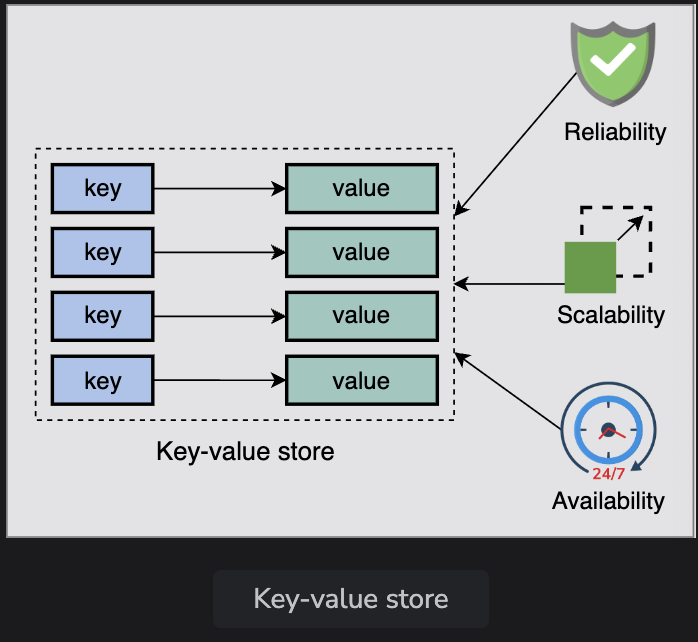 Reliability
key
value
key
value
key
value
key
value
Scalability
Key-value store
24/7
Availability
Key-value store